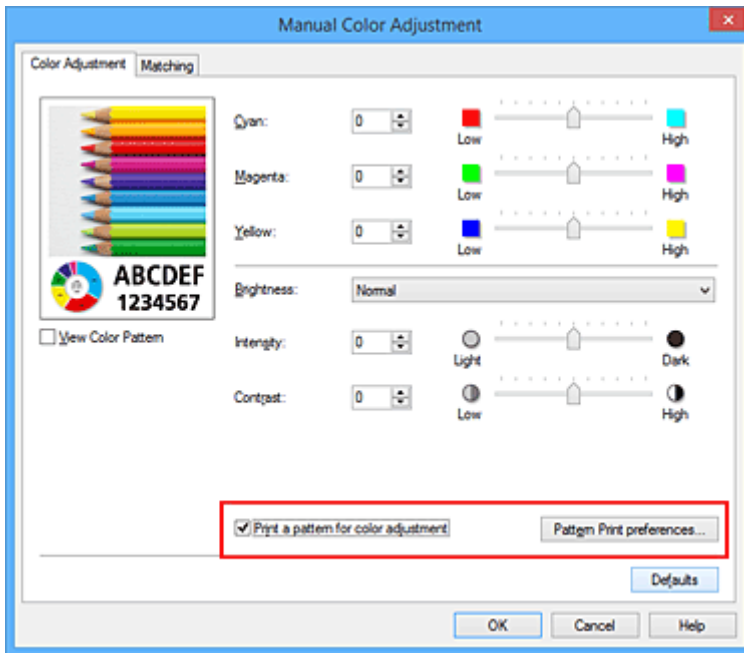 Manual Color Adjustment
Color Adjustment Matching
Cyan: 0 Low High
Magenta: 0 Low High
Yellow: 0 Low High
ABCDEF
1234567
Brightness: Normal
View Color Pattern
Intensity: 0 Light Dark
Contrast: 0 Low High
Print a pattern for color adjustment Pattern Print preferences...
Defaults
OK Cancel Help